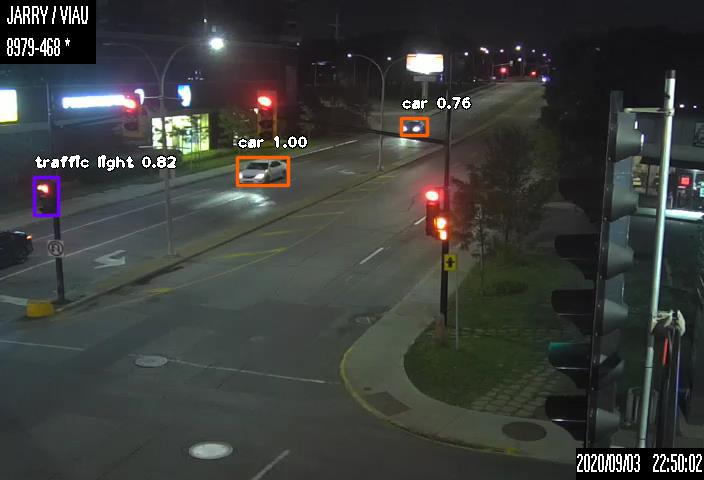 JARRY / VIAU
8979-468 *
car 0.76
car 1.00
traffic light 0.82
2020/09/03 22:50:02